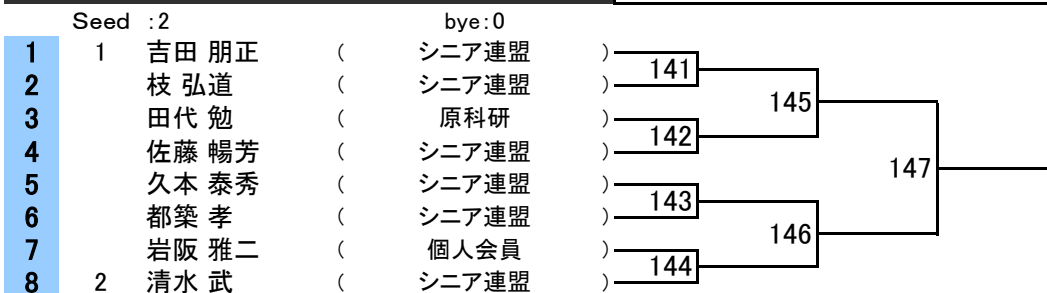 Seed :2 bye:0
1 1 吉田 朋正 ( シニア連盟 )
141
2 枝 弘道 ( シニア連盟 )
145
3 田代 勉 ( 原科研 )
142
4 佐藤 暢芳 ( シニア連盟 )
147
5 久本 泰秀 ( シニア連盟 )
143
6 都築 孝 ( シニア連盟 )
146
7 岩阪 雅二 ( 個人会員 )
144
8 2 清水 武 ( シニア連盟 )